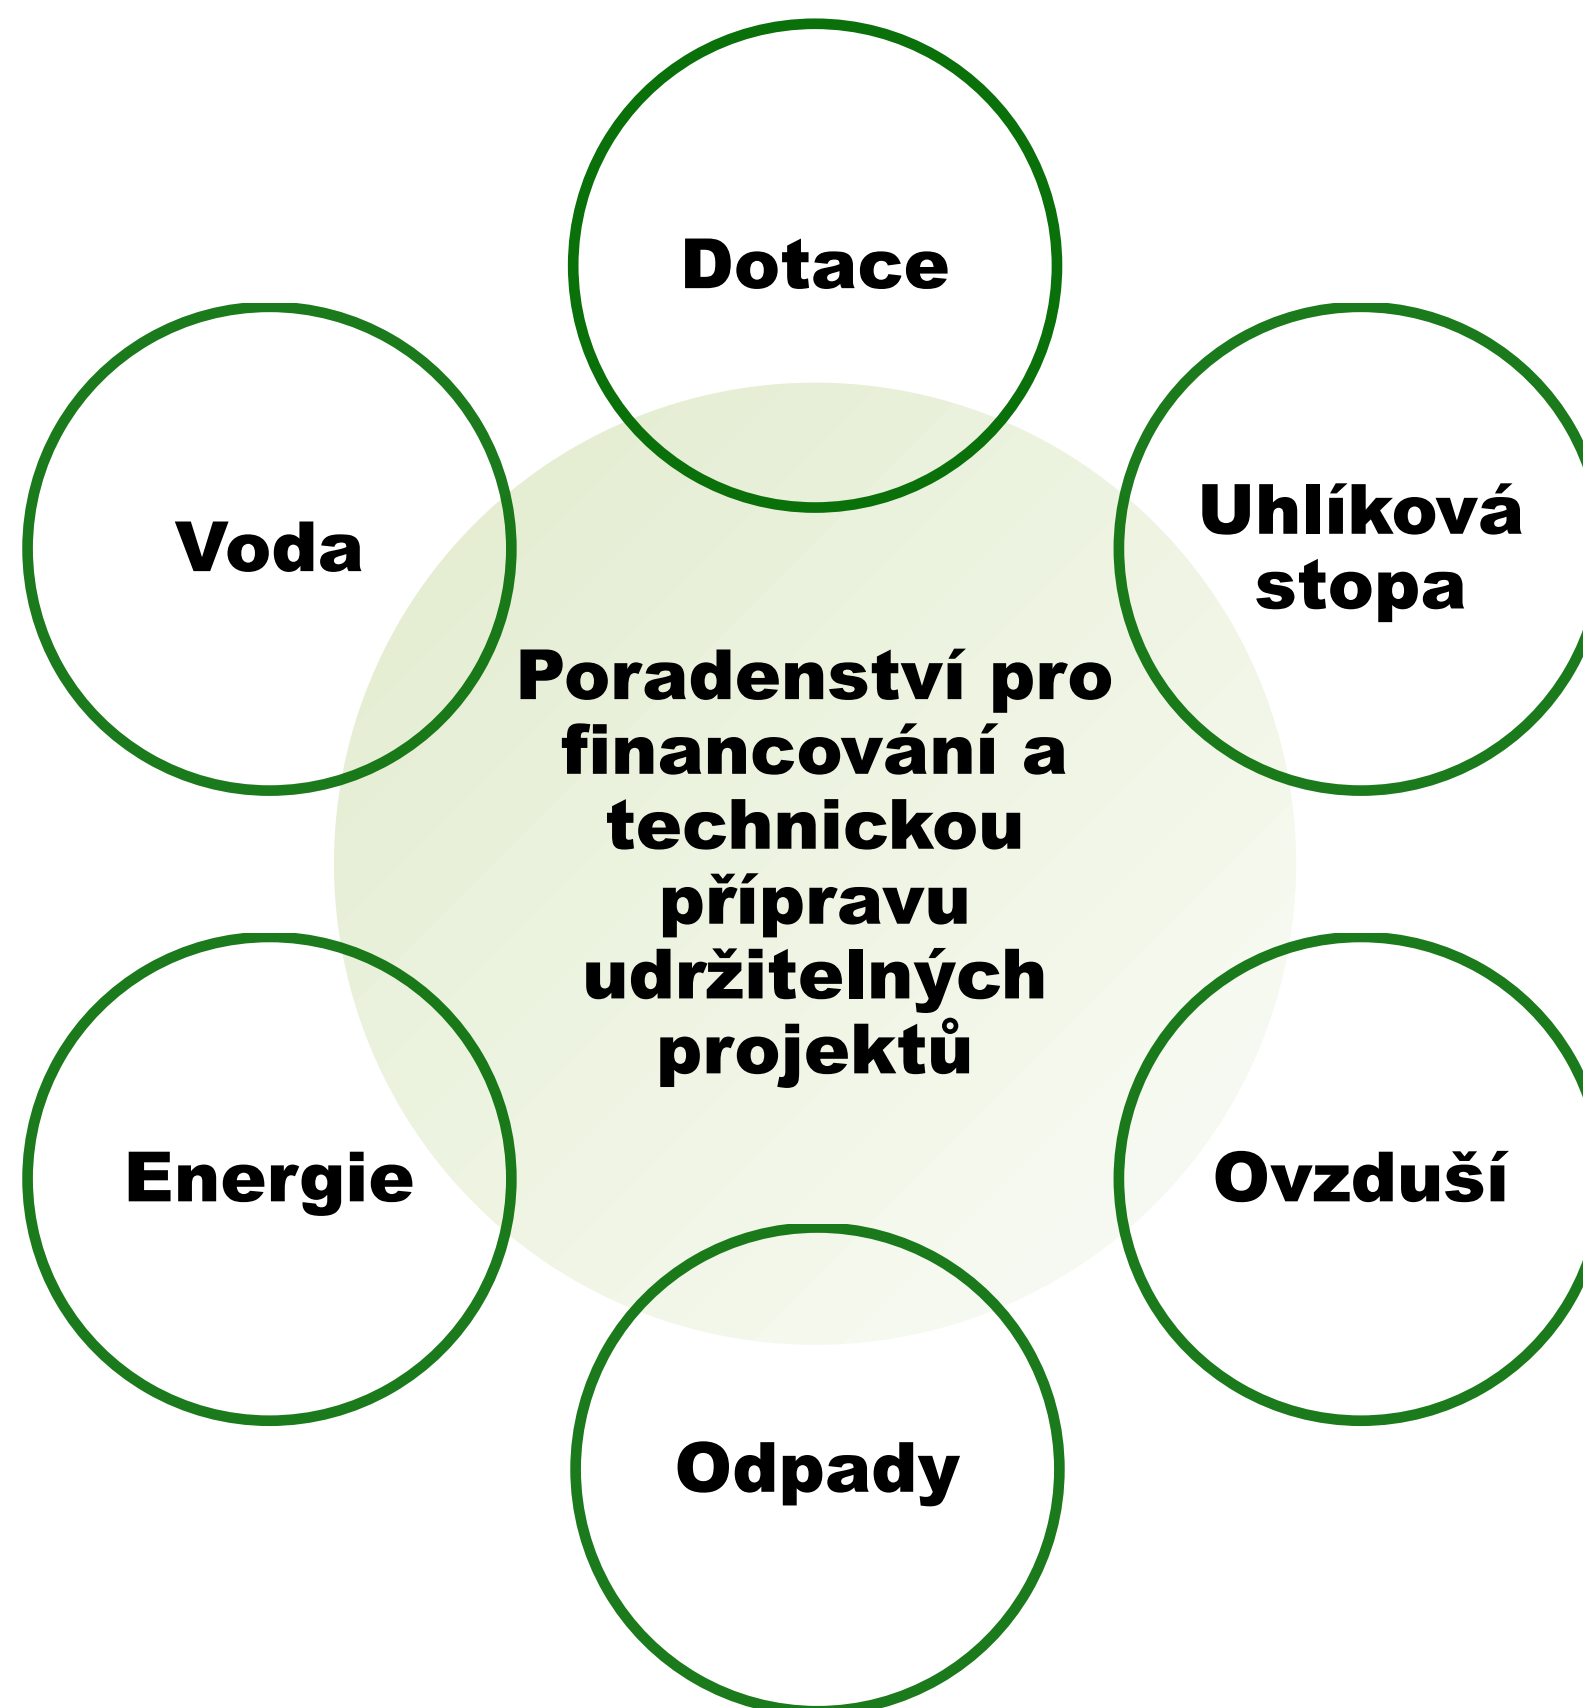 Dotace
Voda
Uhlíková
stopa
Poradenství pro
financování a
technickou
přípravu
udržitelných
projektů
Energie
Ovzduší
Odpady